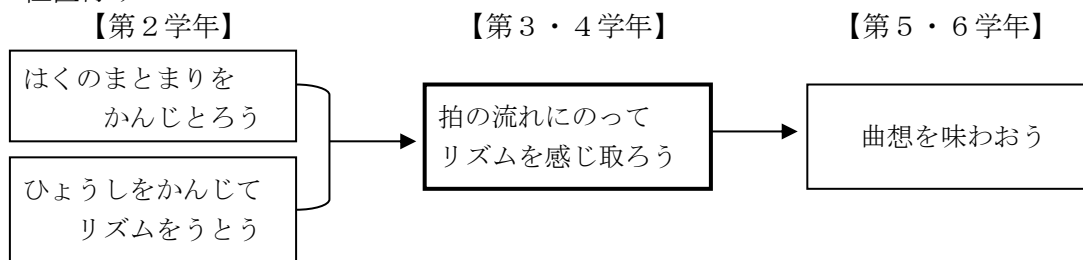 【第２学年】
【第３・４学年】
【第５・６学年】
はくのまとまりを
かんじとろう
ひょうしをかんじて
リズムをうとう
拍の流れにのって
リズムを感じ取ろう
曲想を味わおう